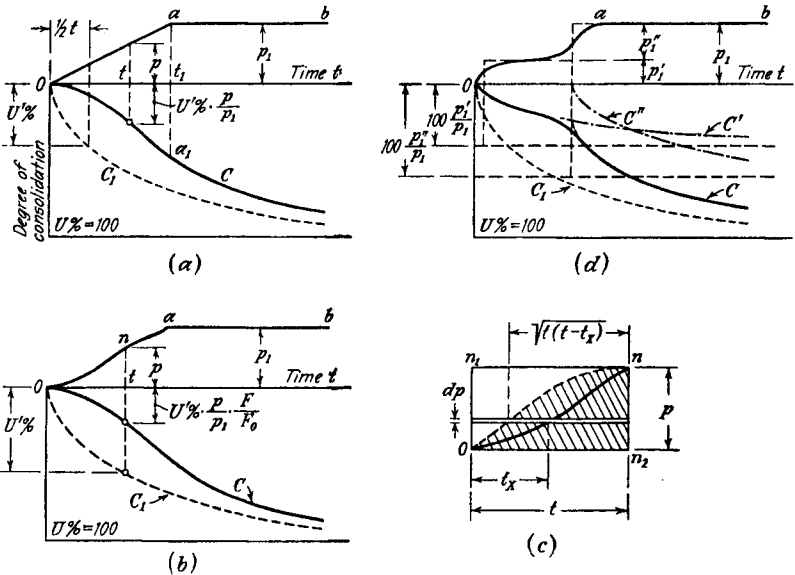 ½ t
a
b
p
p₁
t
t₁
Time t
0
U'%
U'% · p/p₁
a₁
C₁
C
Degree of consolidation
U%=100
(a)
a
b
p₁''
p₁'
p₁
Time t
0
100 p₁'/p₁
100 p₁''/p₁
C''
C'
C₁
C
U%=100
(d)
a
b
n
p
p₁
t
Time t
0
U'%
U'% · p/p₁ · F/F₀
C₁
C
U%=100
(b)
√t(t-tₓ)
n₁
n
dp
p
0
n₂
tₓ
t
(c)